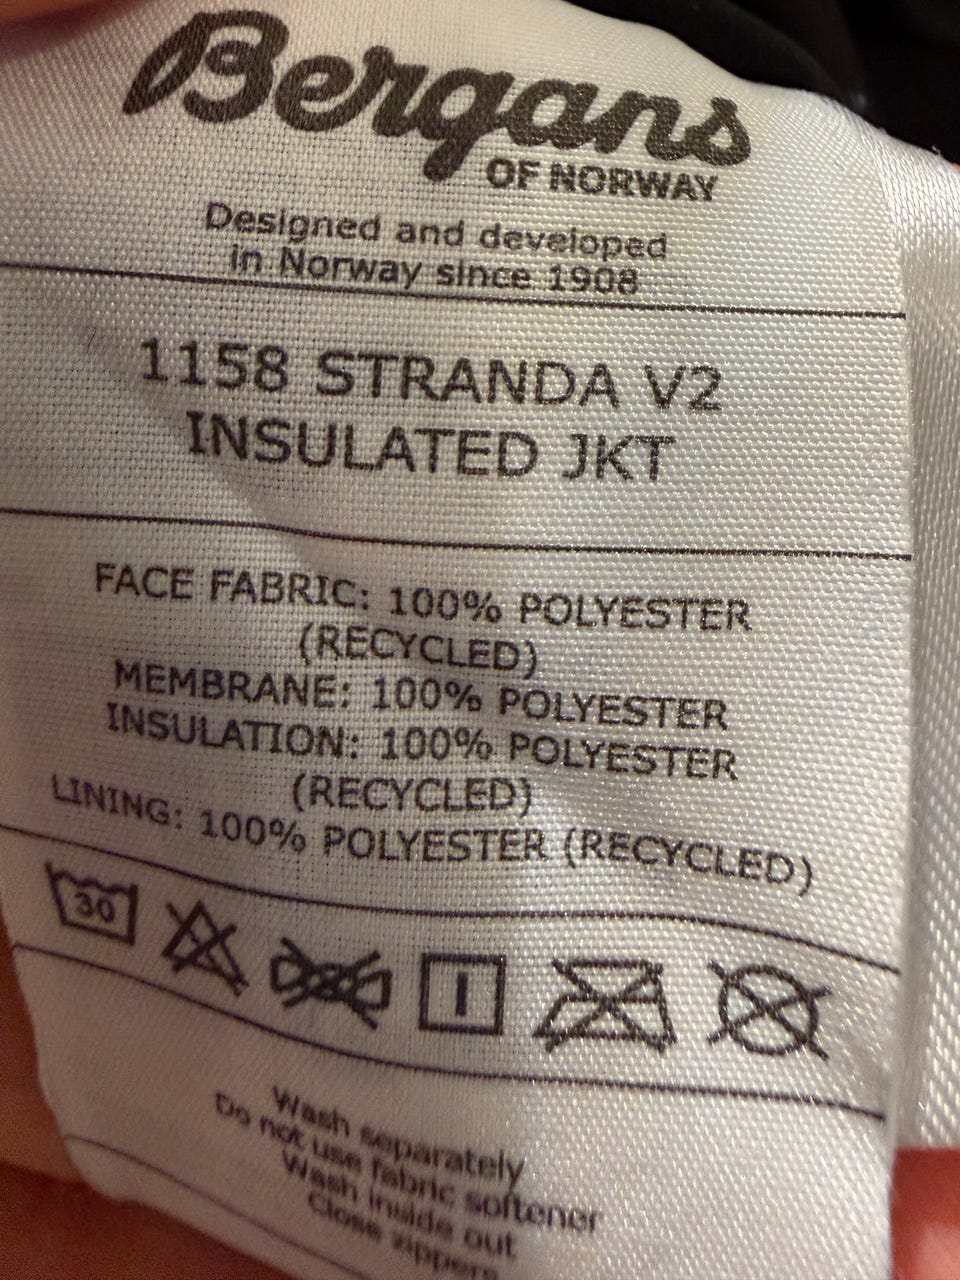 Bergans
OF NORWAY
Designed and developed
in Norway since 1908
1158 STRANDA V2
INSULATED JKT
FACE FABRIC: 100% POLYESTER
(RECYCLED)
MEMBRANE: 100% POLYESTER
INSULATION: 100% POLYESTER
(RECYCLED)
LINING: 100% POLYESTER (RECYCLED)
30
Wash separately
Do not use fabric softener
Wash inside out
Close zippers